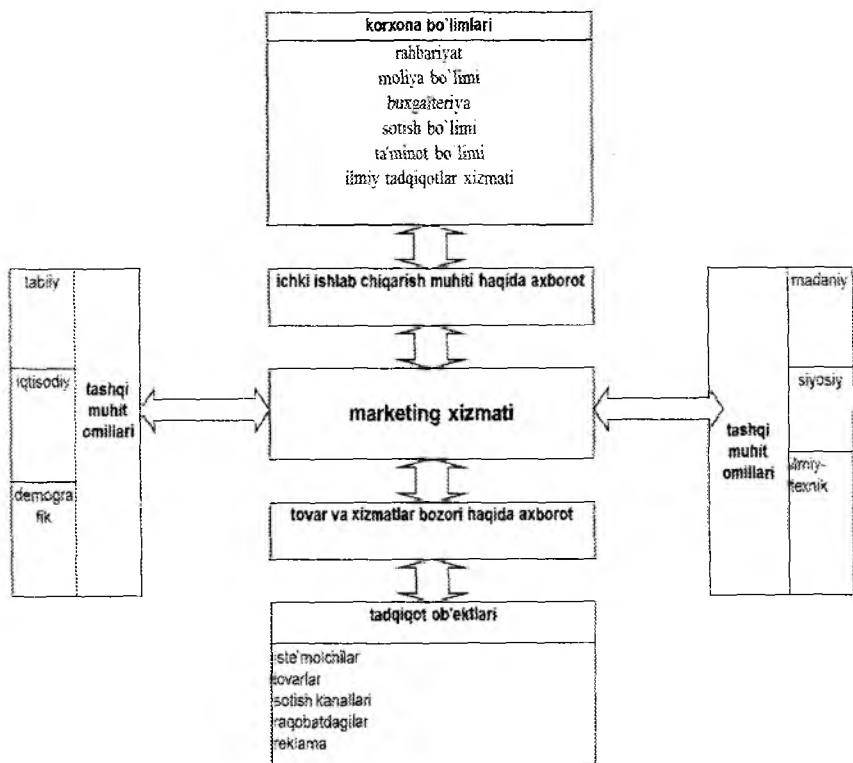 korxona bo`limlari
rahbariyat
moliya bo`limi
buxgalteriya
sotish bo`limi
ta'minot bo`limi
ilmiy tadqiqotlar xizmati
ichki ishlab chiqarish muhiti haqida axborot
tabiiy
iqtisodiy
demogra
fik
tashqi
muhit
omillari
marketing xizmati
madaniy
siyosiy
ilmiy-
texnik
tashqi
muhit
omillari
tovar va xizmatlar bozori haqida axborot
tadqiqot ob'ektlari
iste`molchilar
tovarlar
sotish kanallari
raqobatdagilar
reklama